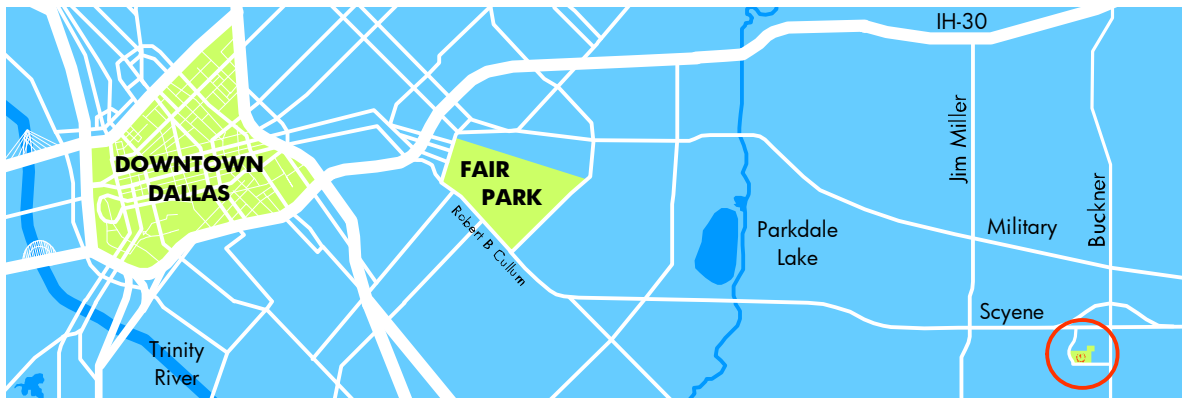 IH-30
DOWNTOWN
DALLAS
FAIR
PARK
Robert B Cullum
Jim Miller
Buckner
Military
Parkdale
Lake
Scyene
Trinity
River